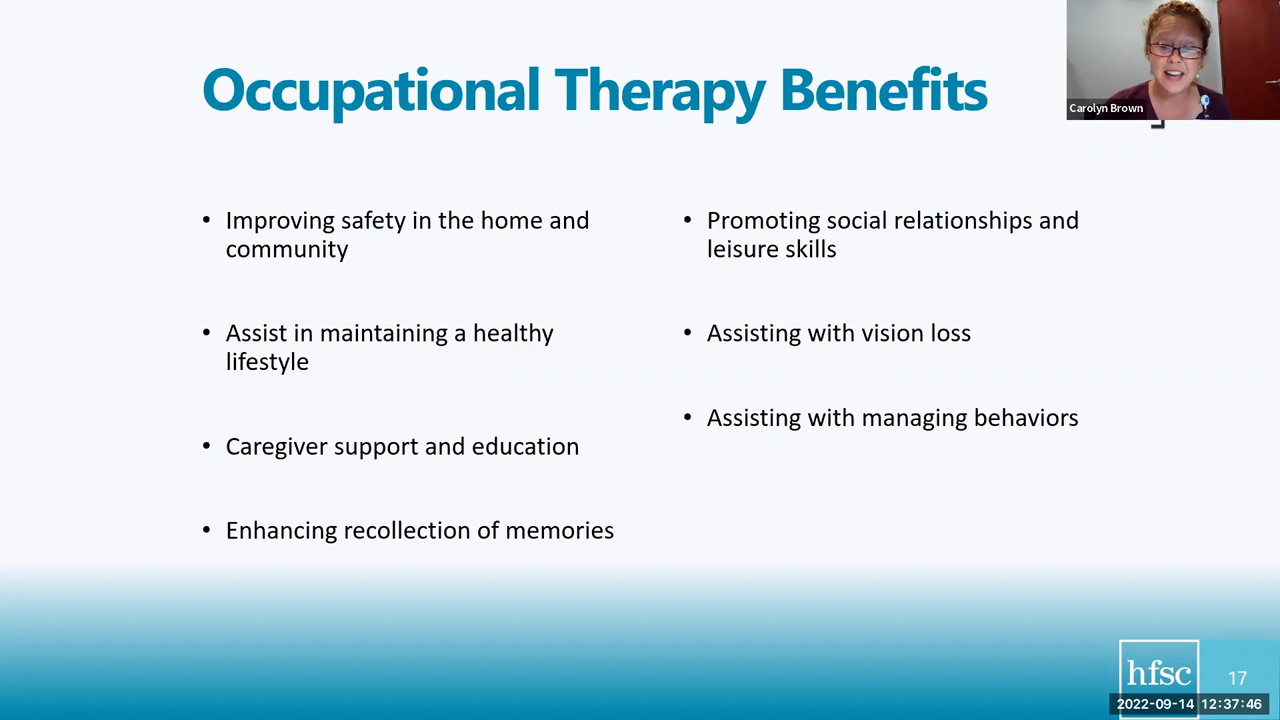 Occupational Therapy Benefits
Carolyn Brown
• Improving safety in the home and
community
• Assist in maintaining a healthy
lifestyle
• Caregiver support and education
• Enhancing recollection of memories
• Promoting social relationships and
leisure skills
• Assisting with vision loss
• Assisting with managing behaviors
hfsc
17
2022-09-14 12:37:46